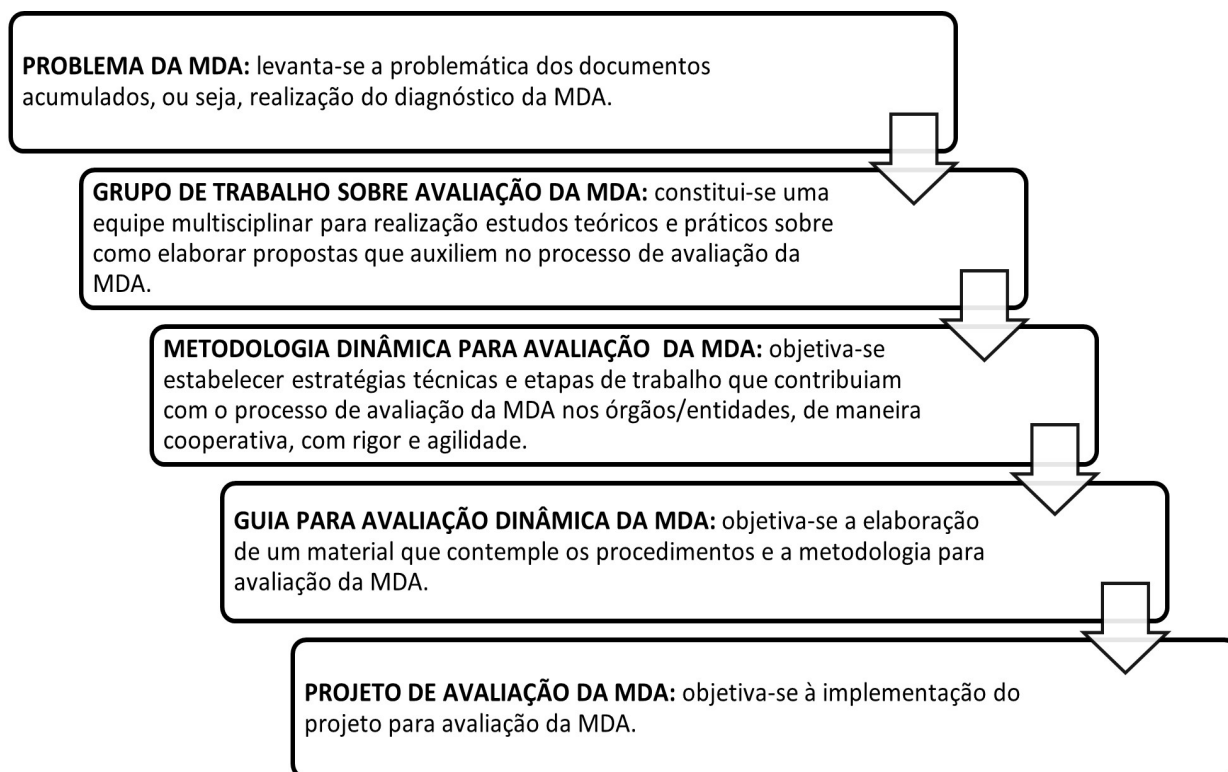 PROBLEMA DA MDA: levanta-se a problemática dos documentos
acumulados, ou seja, realização do diagnóstico da MDA.
GRUPO DE TRABALHO SOBRE AVALIAÇÃO DA MDA: constitui-se uma
equipe multisciplinar para realização estudos teóricos e práticos sobre
como elaborar propostas que auxiliem no processo de avaliação da
MDA.
METODOLOGIA DINÂMICA PARA AVALIAÇÃO DA MDA: objetiva-se
estabelecer estratégias técnicas e etapas de trabalho que contribuiam
com o processo de avaliação da MDA nos órgãos/entidades, de maneira
cooperativa, com rigor e agilidade.
GUIA PARA AVALIAÇÃO DINÂMICA DA MDA: objetiva-se a elaboração
de um material que contemple os procedimentos e a metodologia para
avaliação da MDA.
PROJETO DE AVALIAÇÃO DA MDA: objetiva-se à implementação do
projeto para avaliação da MDA.